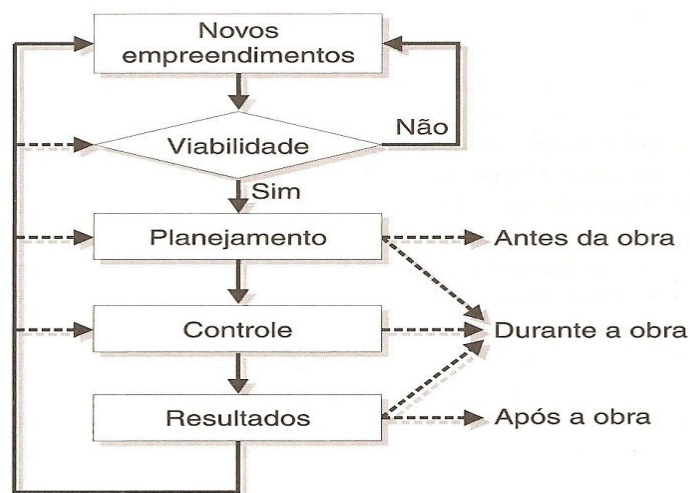 Novos
empreendimentos
Viabilidade
Não
Sim
Planejamento
Antes da obra
Controle
Durante a obra
Resultados
Após a obra